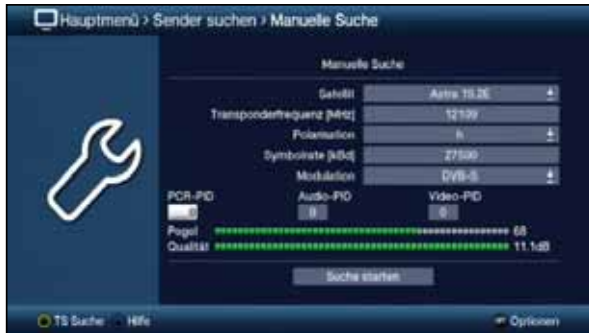 Hauptmenü > Sender suchen > Manuelle Suche
Manuelle Suche
Satellit Astra 19.2E
Transponderfrequenz [MHz] 12109
Polarisation h
Symbolrate [kBd] 27500
Modulation DVB-S
PCR-PID Audio-PID Video-PID
0 0 0
Pegel 68
Qualität 11.1dB
Suche starten
TS Suche Hilfe Optionen